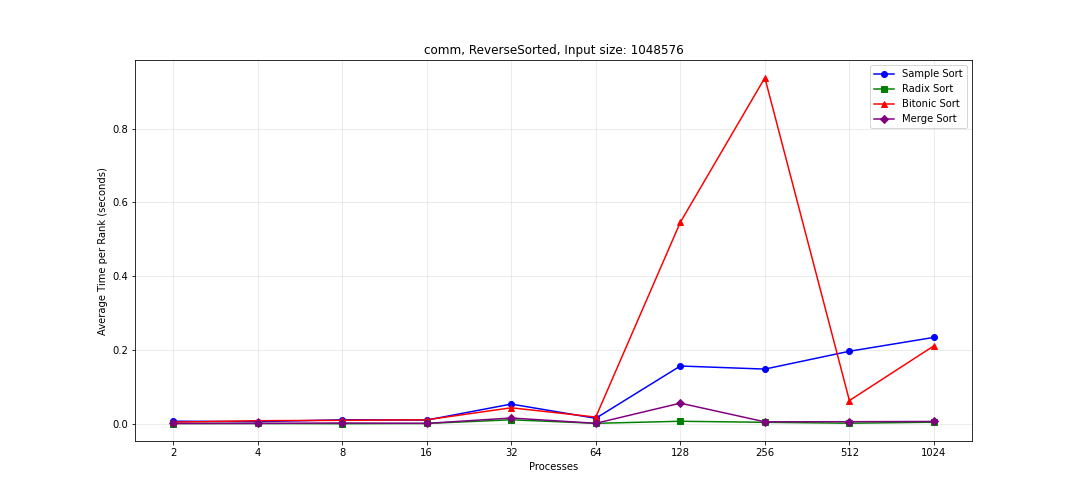 comm, ReverseSorted, Input size: 1048576
Sample Sort
Radix Sort
Bitonic Sort
Merge Sort
Average Time per Rank (seconds)
0.8
0.6
0.4
0.2
0.0
2 4 8 16 32 64 128 256 512 1024
Processes